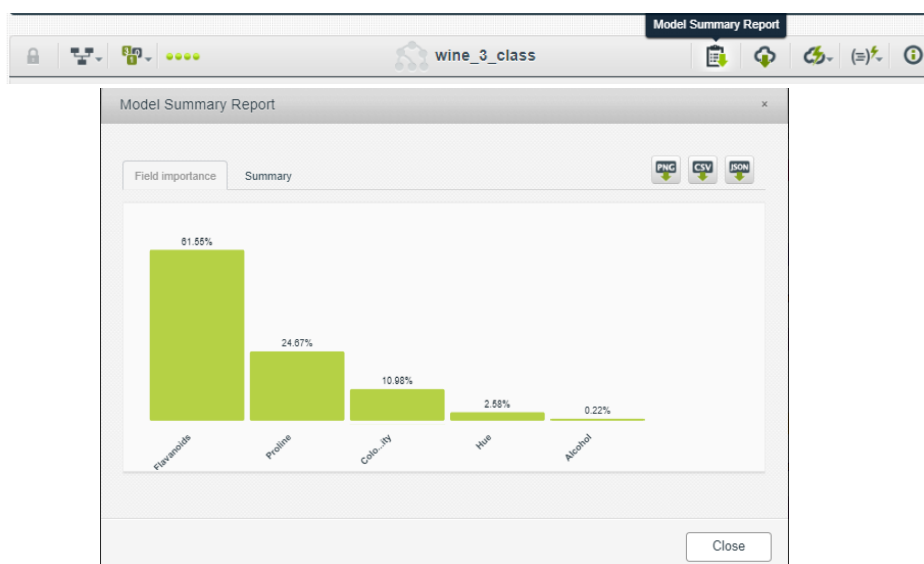 Model Summary Report
wine_3_class
(=)
Model Summary Report
×
Field importance
Summary
PNG
CSV
JSON
61.55%
24.67%
10.98%
2.58%
0.22%
Flavanoids
Proline
Colo...ity
Hue
Alcohol
Close